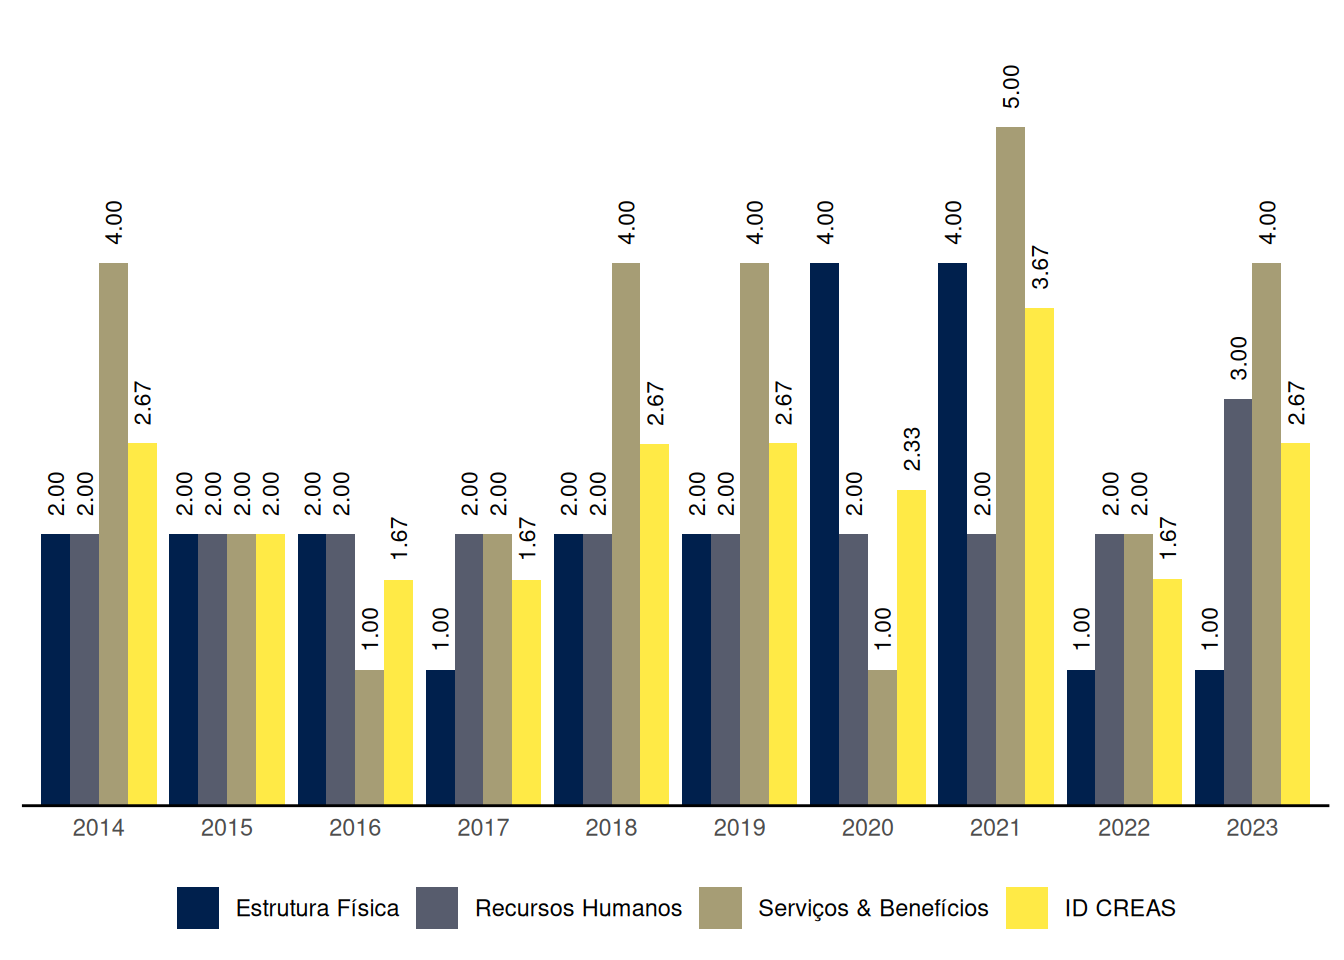 5.00
4.00 4.00 4.00 4.00 4.00 4.00
3.67
3.00
2.67 2.67 2.67 2.67
2.33
2.00 2.00 2.00 2.00 2.00 2.00 2.00 2.00 2.00 2.00 2.00 2.00 2.00 2.00 2.00 2.00 2.00 2.00
1.67 1.67 1.67
1.00 1.00 1.00 1.00 1.00
2014 2015 2016 2017 2018 2019 2020 2021 2022 2023
Estrutura Física Recursos Humanos Serviços & Benefícios ID CREAS